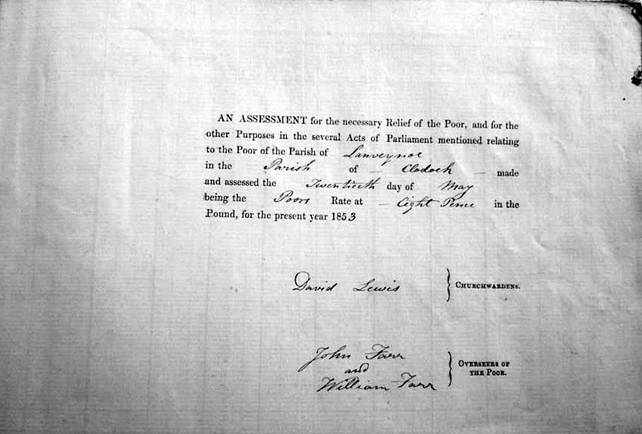 AN ASSESSMENT for the necessary Relief of the Poor, and for the
other Purposes in the several Acts of Parliament mentioned relating
to the Poor of the Parish of Lanveynoe
in the Parish of - Clodock - made
and assessed the Twentieth day of May
being the Poors Rate at - Eight Pence in the
Pound, for the present year 1853
David Lewis } CHURCHWARDENS.
John Farr
and
William Farr
} OVERSEERS OF
THE POOR.